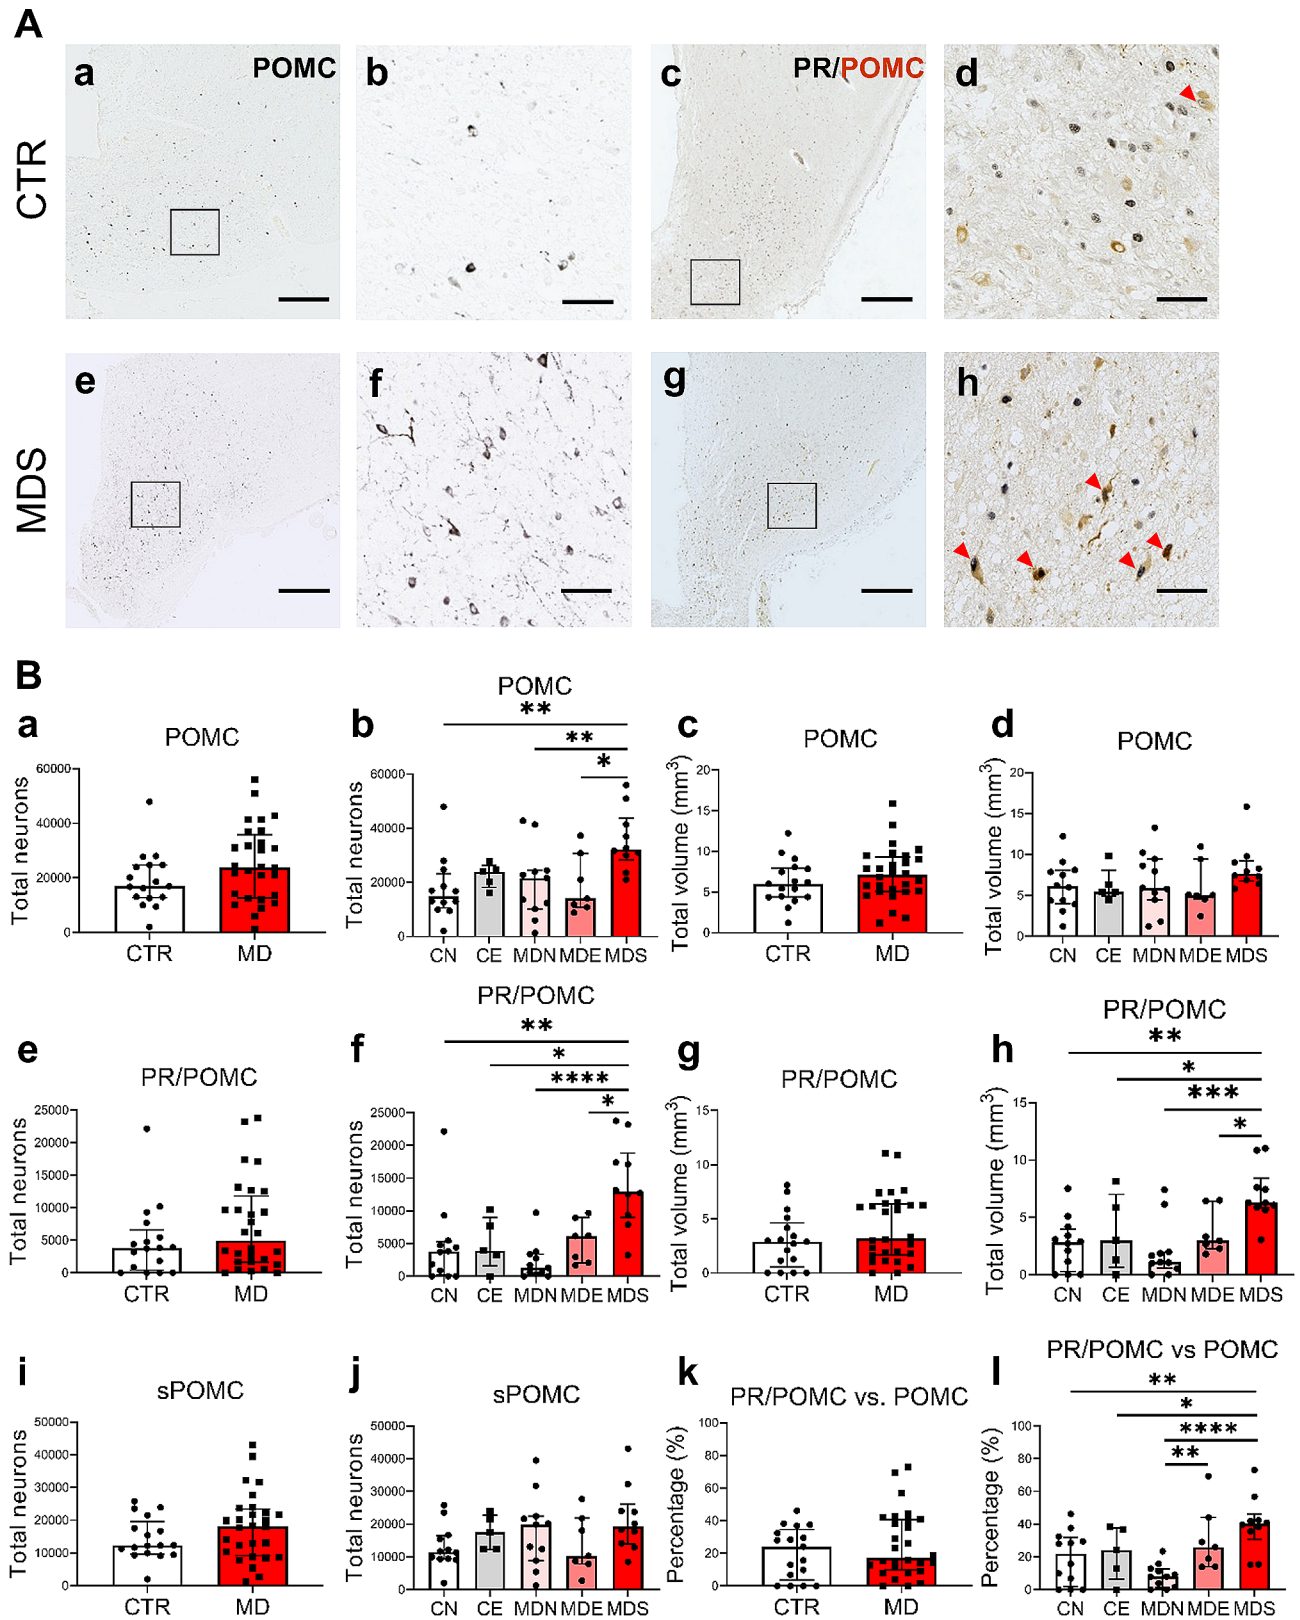 A
a POMC b c PR/POMC d
CTR
e f g h
MDS
B
a POMC
Total neurons
60000
40000
20000
0
CTR MD
b POMC
** 
**
*
Total neurons
60000
40000
20000
0
CN CE MDN MDE MDS
c POMC
Total volume (mm³)
20
15
10
5
0
CTR MD
d POMC
Total volume (mm³)
20
15
10
5
0
CN CE MDN MDE MDS
e PR/POMC
Total neurons
25000
20000
15000
10000
5000
0
CTR MD
f PR/POMC
**
*
****
*
Total neurons
25000
20000
15000
10000
5000
0
CN CE MDN MDE MDS
g PR/POMC
Total volume (mm³)
15
10
5
0
CTR MD
h PR/POMC
**
*
***
*
Total volume (mm³)
15
10
5
0
CN CE MDN MDE MDS
i sPOMC
Total neurons
50000
40000
30000
20000
10000
0
CTR MD
j sPOMC
Total neurons
50000
40000
30000
20000
10000
0
CN CE MDN MDE MDS
k PR/POMC vs. POMC
Percentage (%)
100
80
60
40
20
0
CTR MD
l PR/POMC vs POMC
**
*
****
**
Percentage (%)
100
80
60
40
20
0
CN CE MDN MDE MDS